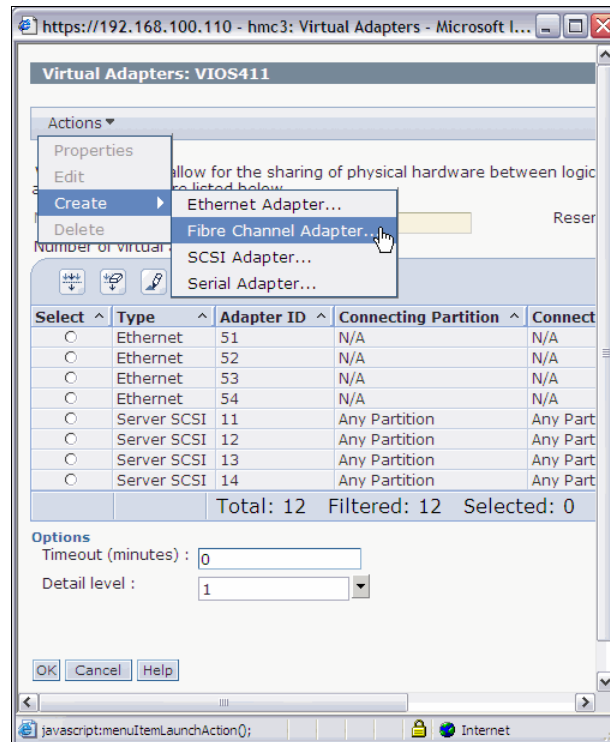 https://192.168.100.110 - hmc3: Virtual Adapters - Microsoft I...
Virtual Adapters: VIOS411
Actions
Properties
Edit
Create
Delete
Ethernet Adapter...
Fibre Channel Adapter...
SCSI Adapter...
Serial Adapter...
allow for the sharing of physical hardware between logic
listed below
Reser
Number of virtual
Select ^ Type ^ Adapter ID ^ Connecting Partition ^ Connect
Ethernet 51 N/A N/A
Ethernet 52 N/A N/A
Ethernet 53 N/A N/A
Ethernet 54 N/A N/A
Server SCSI 11 Any Partition Any Part
Server SCSI 12 Any Partition Any Part
Server SCSI 13 Any Partition Any Part
Server SCSI 14 Any Partition Any Part
Total: 12 Filtered: 12 Selected: 0
Options
Timeout (minutes) : 0
Detail level : 1
OK Cancel Help
javascript:menuItemLaunchAction(); Internet